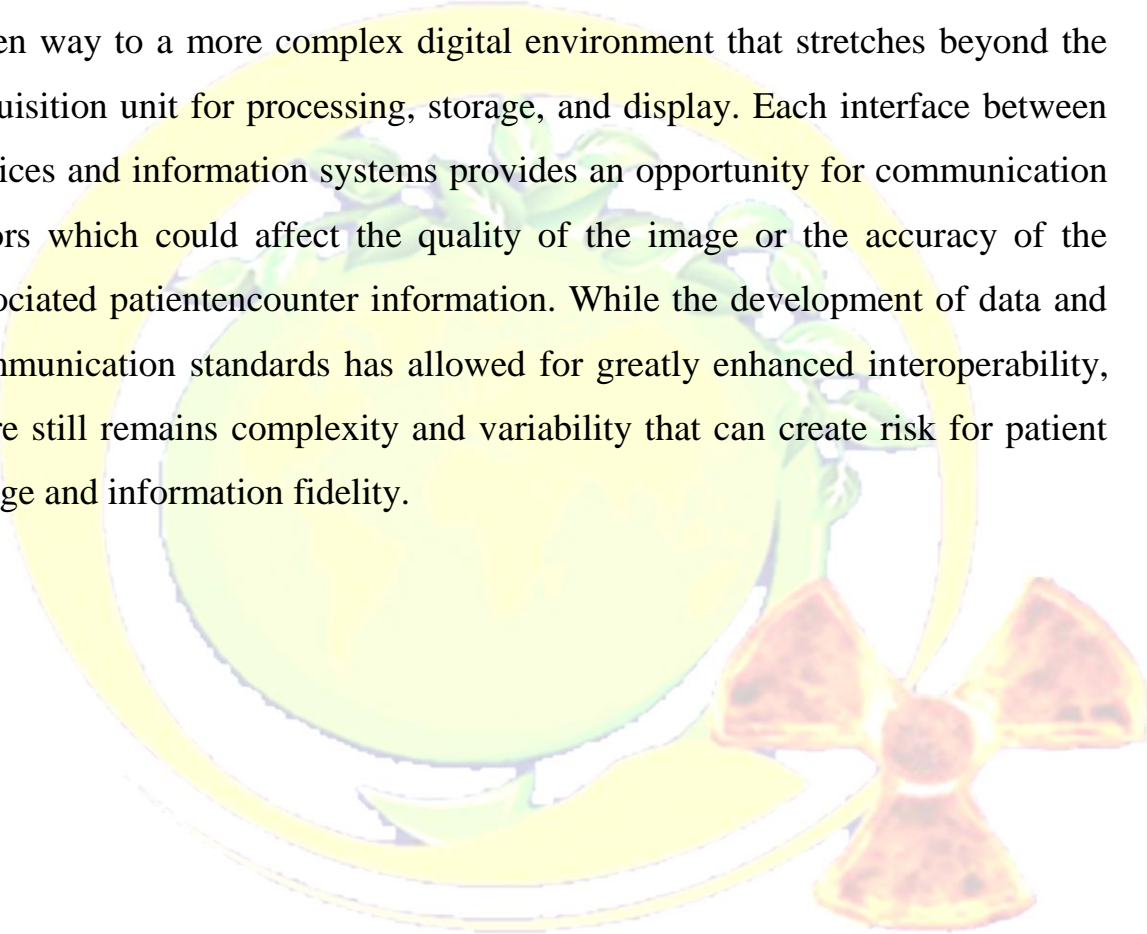 en way to a more complex digital environment that stretches beyond the
quisition unit for processing, storage, and display. Each interface between
ices and information systems provides an opportunity for communication
ors which could affect the quality of the image or the accuracy of the
ociated patientencounter information. While the development of data and
mmunication standards has allowed for greatly enhanced interoperability,
re still remains complexity and variability that can create risk for patient
ge and information fidelity.